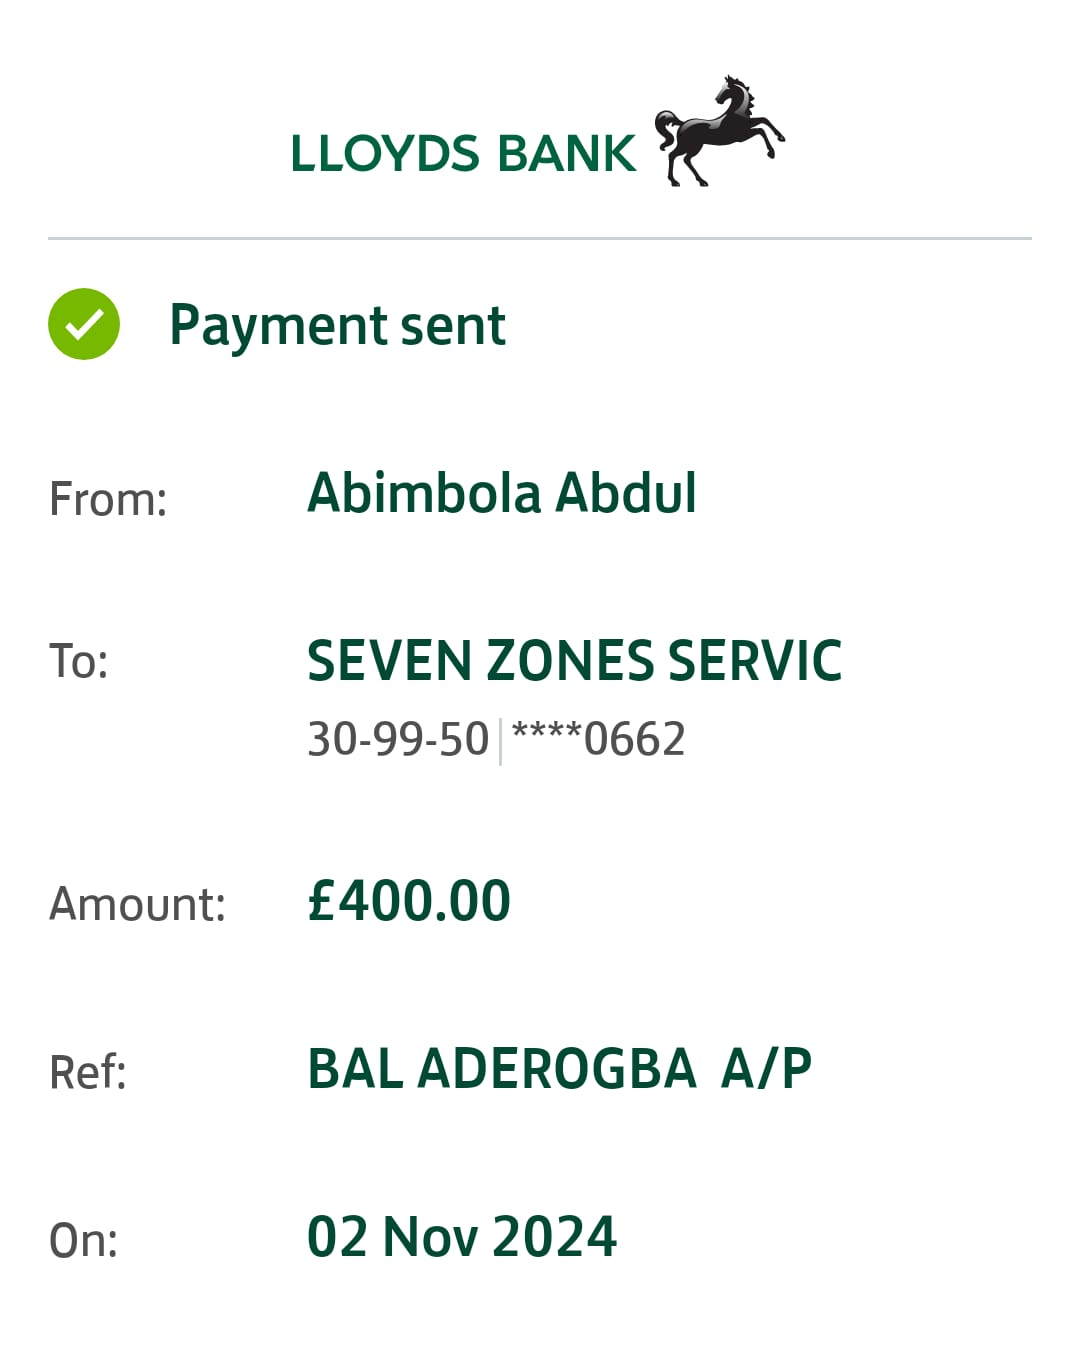 LLOYDS BANK
Payment sent
From: Abimbola Abdul
To: SEVEN ZONES SERVIC
30-99-50 | ****0662
Amount: £400.00
Ref: BAL ADEROGBA  A/P
On: 02 Nov 2024